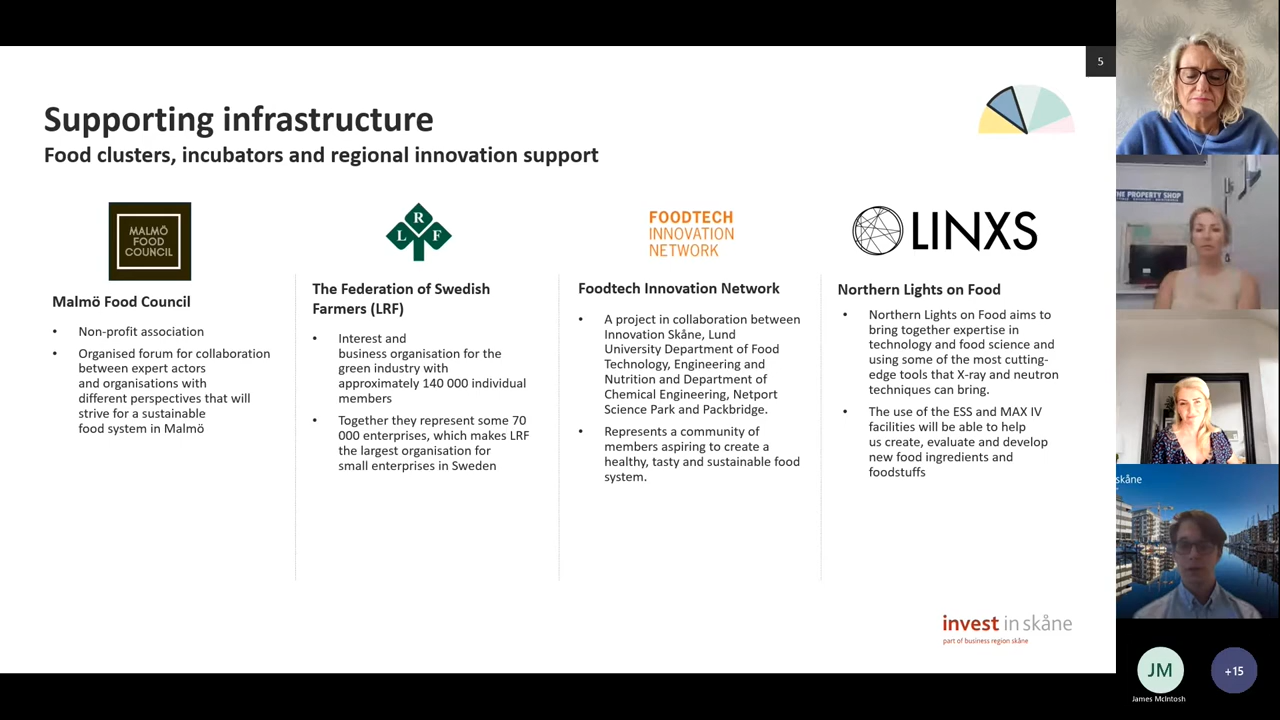 5
Supporting infrastructure
Food clusters, incubators and regional innovation support
MALMÖ
FOOD
COUNCIL
Malmö Food Council
• Non-profit association
• Organised forum for collaboration
between expert actors
and organisations with
different perspectives that will
strive for a sustainable
food system in Malmö
R
L F
The Federation of Swedish
Farmers (LRF)
• Interest and
business organisation for the
green industry with
approximately 140 000 individual
members
• Together they represent some 70
000 enterprises, which makes LRF
the largest organisation for
small enterprises in Sweden
FOODTECH
INNOVATION
NETWORK
Foodtech Innovation Network
• A project in collaboration between
Innovation Skåne, Lund
University Department of Food
Technology, Engineering and
Nutrition and Department of
Chemical Engineering, Netport
Science Park and Packbridge.
• Represents a community of
members aspiring to create a
healthy, tasty and sustainable food
system.
LINXS
Northern Lights on Food
• Northern Lights on Food aims to
bring together expertise in
technology and food science and
using some of the most cutting-
edge tools that X-ray and neutron
techniques can bring.
• The use of the ESS and MAX IV
facilities will be able to help
us create, evaluate and develop
new food ingredients and
foodstuffs
invest in skåne
part of business region skåne
PROPERTY SHOP
skåne
JM
James McIntosh
+15